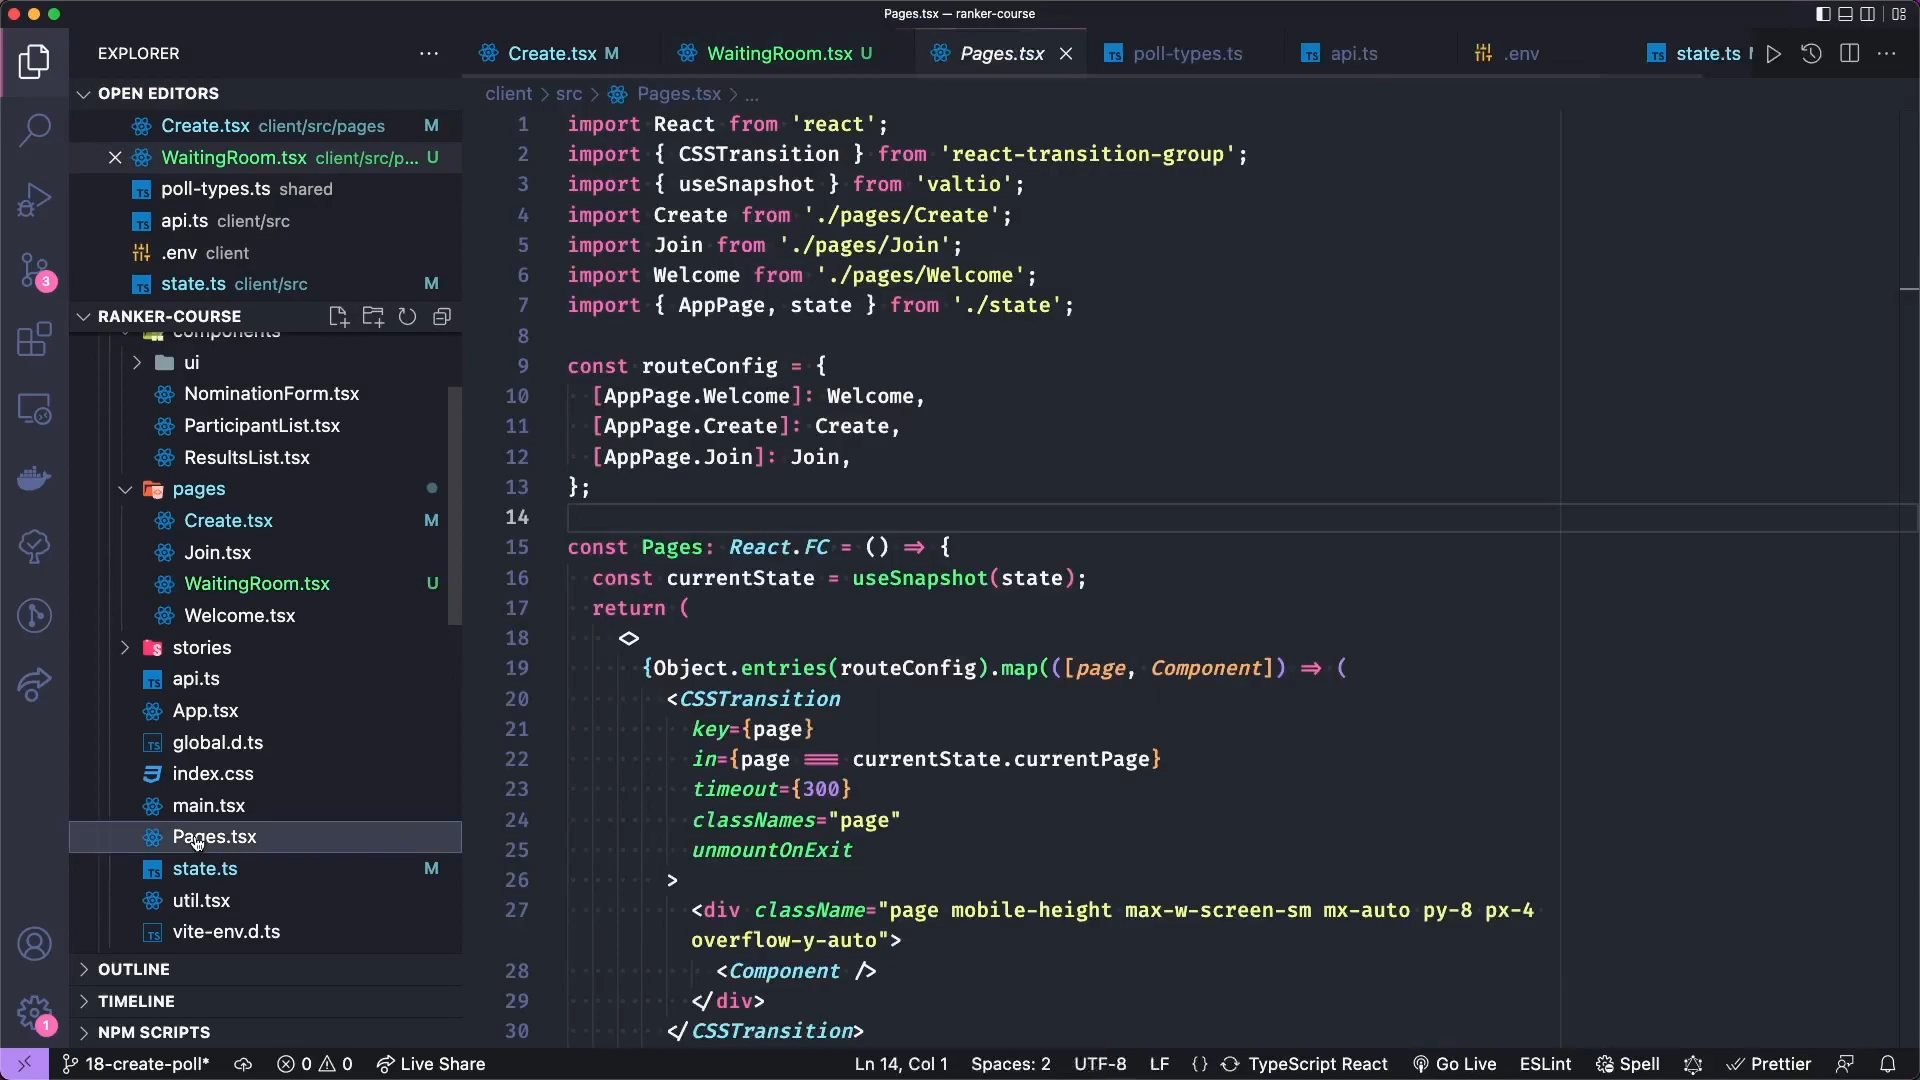 Pages.tsx — ranker-course
EXPLORER
Create.tsx M
WaitingRoom.tsx U
Pages.tsx
poll-types.ts
api.ts
.env
state.ts
OPEN EDITORS
Create.tsx client/src/pages M
WaitingRoom.tsx client/src/p... U
poll-types.ts shared
api.ts client/src
.env client
state.ts client/src M
RANKER-COURSE
components
ui
NominationForm.tsx
ParticipantList.tsx
ResultsList.tsx
pages
Create.tsx M
Join.tsx
WaitingRoom.tsx U
Welcome.tsx
stories
api.ts
App.tsx
global.d.ts
index.css
main.tsx
Pages.tsx
state.ts M
util.tsx
vite-env.d.ts
OUTLINE
TIMELINE
NPM SCRIPTS
3
1
client > src > Pages.tsx > ...
1 import React from 'react';
2 import { CSSTransition } from 'react-transition-group';
3 import { useSnapshot } from 'valtio';
4 import Create from './pages/Create';
5 import Join from './pages/Join';
6 import Welcome from './pages/Welcome';
7 import { AppPage, state } from './state';
8
9 const routeConfig = {
10 [AppPage.Welcome]: Welcome,
11 [AppPage.Create]: Create,
12 [AppPage.Join]: Join,
13 };
14
15 const Pages: React.FC = () => {
16 const currentState = useSnapshot(state);
17 return (
18 <>
19 {Object.entries(routeConfig).map(([page, Component]) => (
20 <CSSTransition
21 key={page}
22 in={page === currentState.currentPage}
23 timeout={300}
24 classNames="page"
25 unmountOnExit
26 >
27 <div className="page mobile-height max-w-screen-sm mx-auto py-8 px-4
overflow-y-auto">
28 <Component />
29 </div>
30 </CSSTransition>
18-create-poll* 0 0 Live Share Ln 14, Col 1 Spaces: 2 UTF-8 LF {} TypeScript React Go Live ESLint Spell Prettier